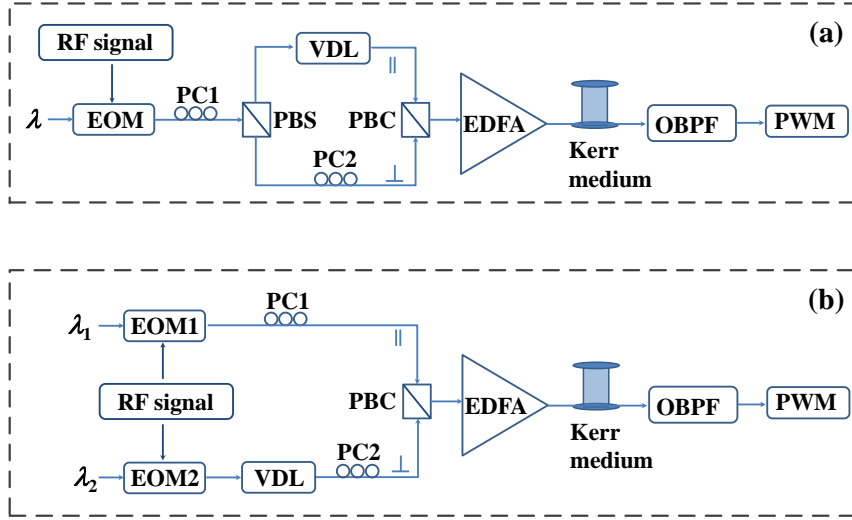 (a)
RF signal
VDL
||
PC1
λ
EOM
PBS
PBC
EDFA
OBPF
PWM
PC2
⊥
Kerr
medium
(b)
PC1
λ1
EOM1
||
RF signal
PBC
EDFA
OBPF
PWM
Kerr
medium
PC2
⊥
λ2
EOM2
VDL